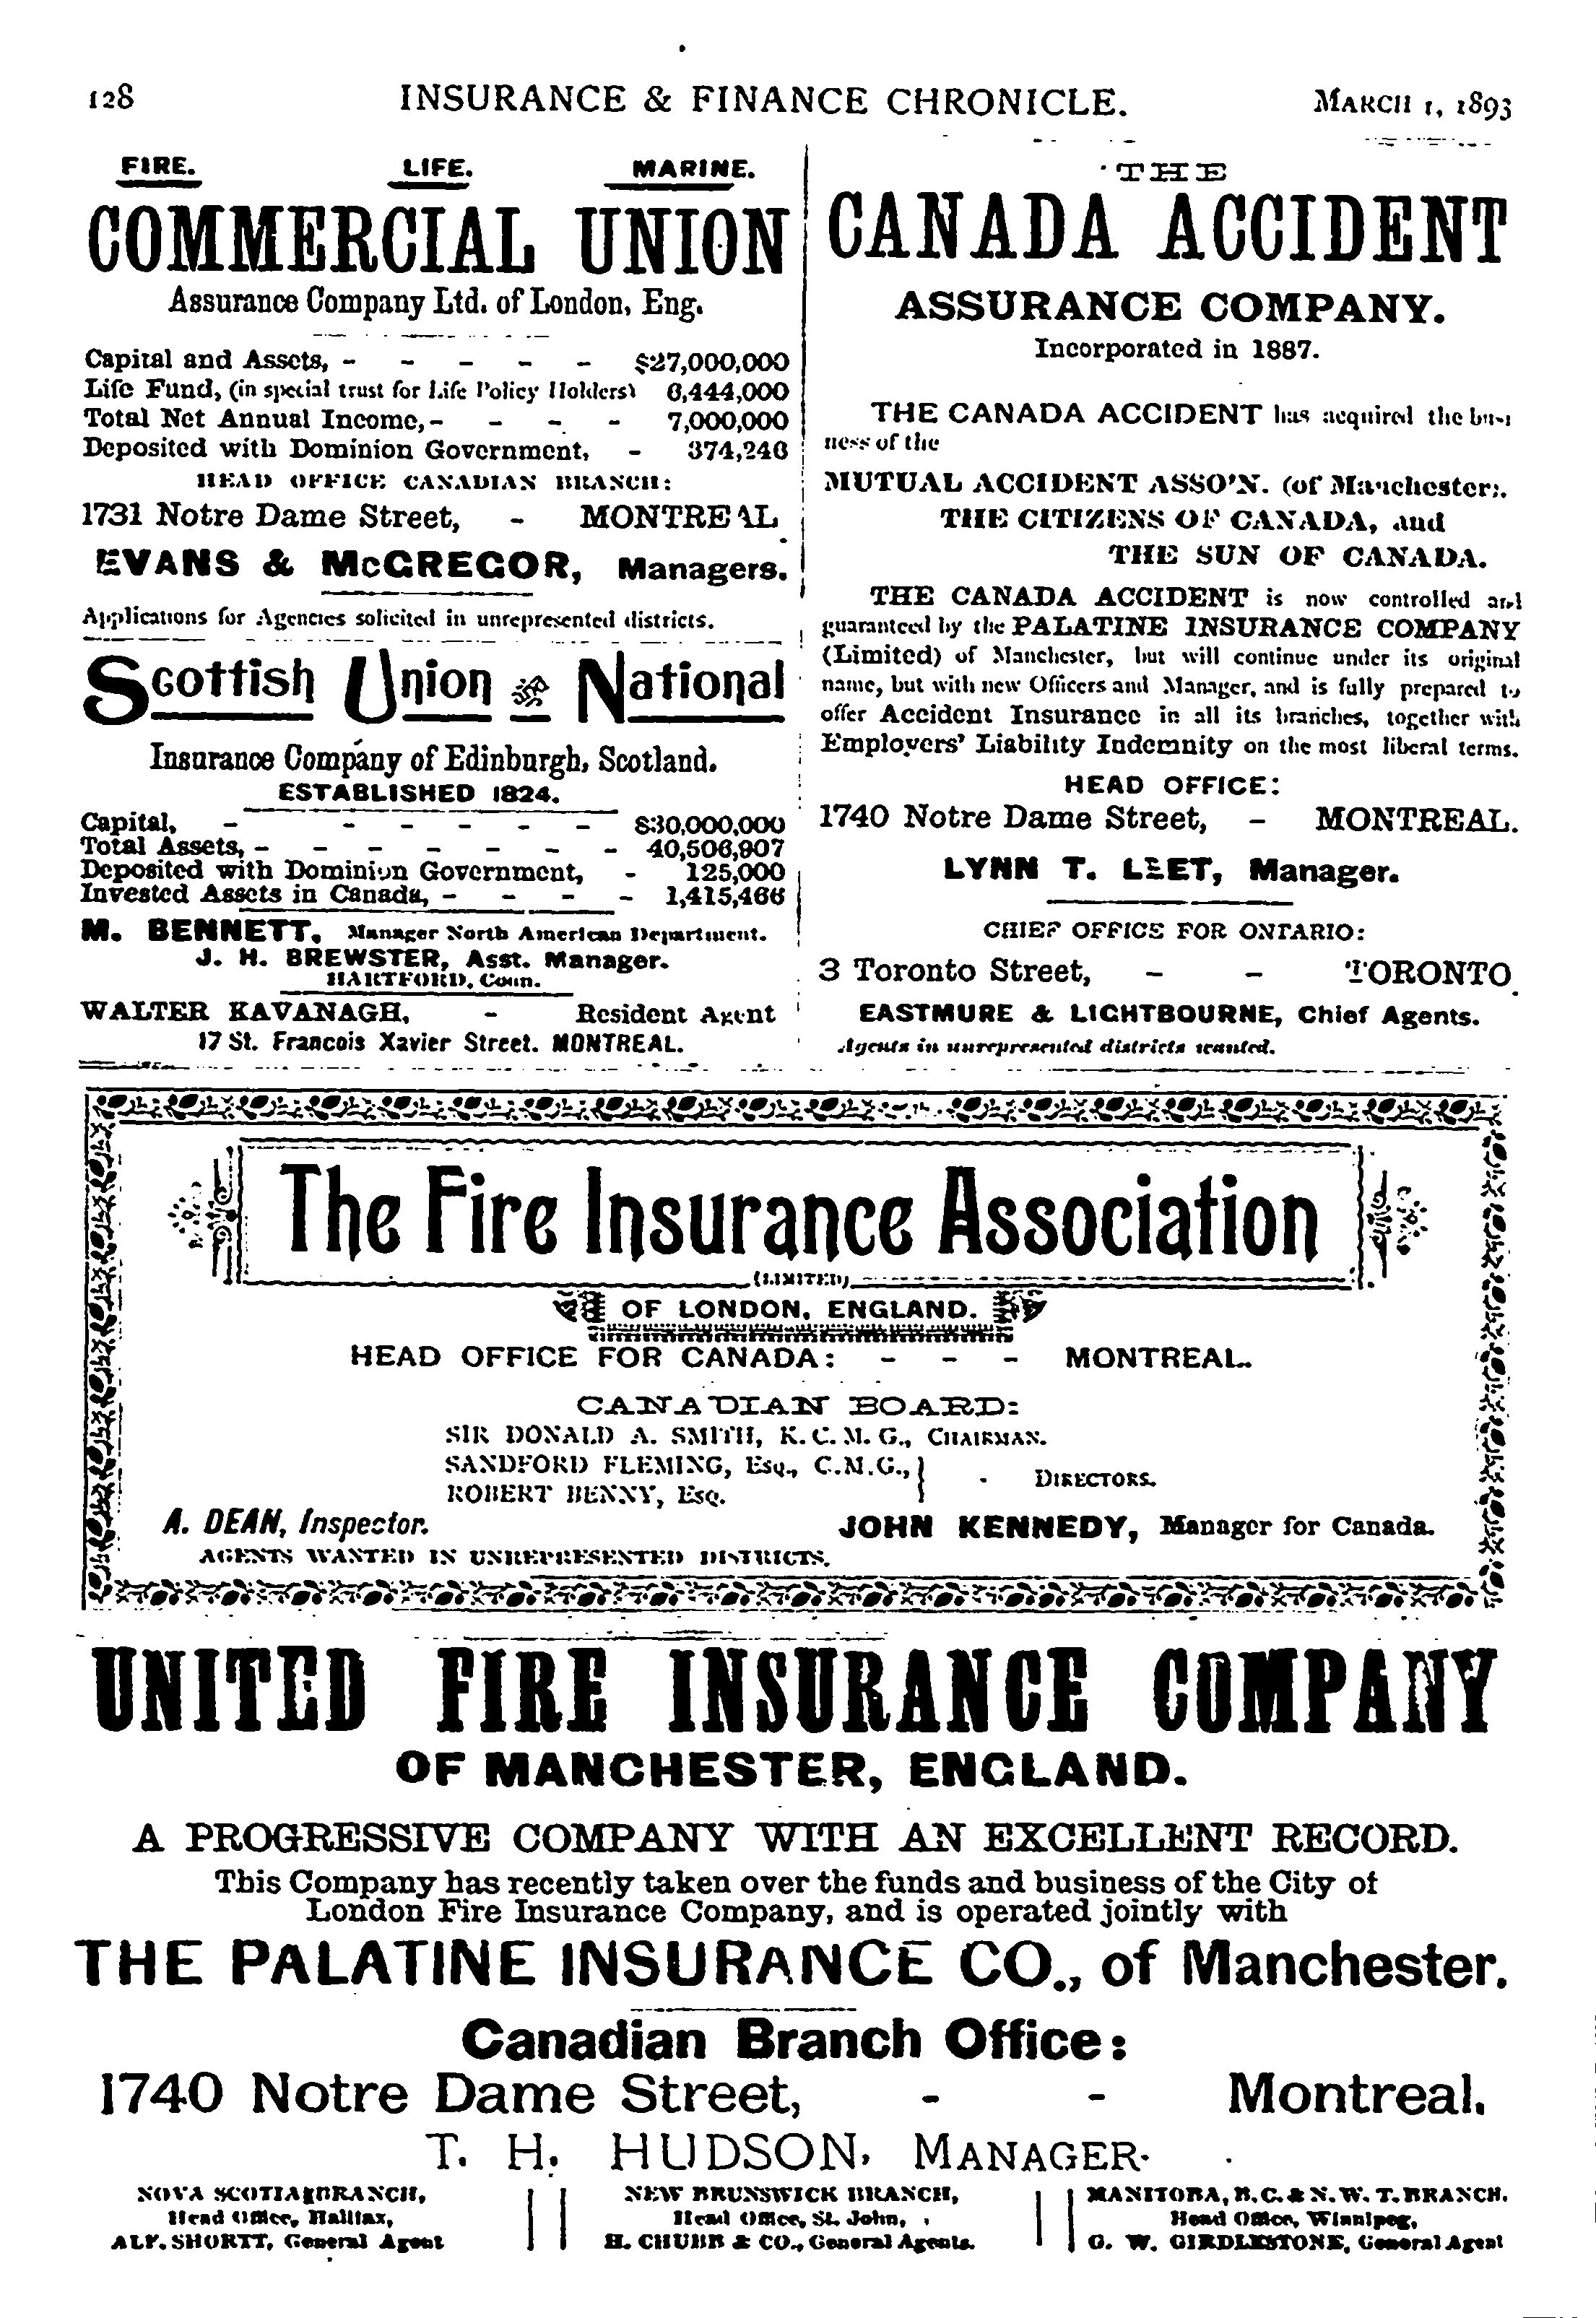 128 INSURANCE & FINANCE CHRONICLE. MARCH 1, 1893
FIRE. LIFE. MARINE.
COMMERCIAL UNION
Assurance Company Ltd. of London, Eng.
Capital and Assets, - - - - - $27,000,000
Life Fund, (in special trust for Life Policy Holders) 6,444,000
Total Net Annual Income, - - - - 7,000,000
Deposited with Dominion Government, - 374,246
HEAD OFFICE CANADIAN BRANCH:
1731 Notre Dame Street, - MONTREAL
EVANS & McGREGOR, Managers.
Applications for Agencies solicited in unrepresented districts.
Scottish Union & National
Insurance Company of Edinburgh, Scotland.
ESTABLISHED 1824.
Capital, - - - - - - $30,000,000
Total Assets, - - - - - - - 40,506,907
Deposited with Dominion Government, - 125,000
Invested Assets in Canada, - - - - 1,415,466
M. BENNETT, Manager North American Department.
J. H. BREWSTER, Asst. Manager.
HARTFORD, Conn.
WALTER KAVANAGH, - Resident Agent
17 St. Francois Xavier Street. MONTREAL.
THE
CANADA ACCIDENT
ASSURANCE COMPANY.
Incorporated in 1887.
THE CANADA ACCIDENT has acquired the busi
ness of the
MUTUAL ACCIDENT ASSO'N. (of Manchester).
THE CITIZENS OF CANADA, and
THE SUN OF CANADA.
THE CANADA ACCIDENT is now controlled and
guaranteed by the PALATINE INSURANCE COMPANY
(Limited) of Manchester, but will continue under its original
name, but with new Officers and Manager, and is fully prepared to
offer Accident Insurance in all its branches, together with
Employers' Liability Indemnity on the most liberal terms.
HEAD OFFICE:
1740 Notre Dame Street, - MONTREAL.
LYNN T. LEET, Manager.
CHIEF OFFICE FOR ONTARIO:
3 Toronto Street, - - TORONTO
EASTMURE & LIGHTBOURNE, Chief Agents.
Agents in unrepresented districts wanted.
The Fire Insurance Association
(LIMITED)
OF LONDON, ENGLAND.
HEAD OFFICE FOR CANADA: - - - MONTREAL.
CANADIAN BOARD:
SIR DONALD A. SMITH, K. C. M. G., CHAIRMAN.
SANDFORD FLEMING, Esq., C.M.G., } - DIRECTORS.
ROBERT BENNY, Esq.
A. DEAN, Inspector. JOHN KENNEDY, Manager for Canada.
AGENTS WANTED IN UNREPRESENTED DISTRICTS.
UNITED FIRE INSURANCE COMPANY
OF MANCHESTER, ENGLAND.
A PROGRESSIVE COMPANY WITH AN EXCELLENT RECORD.
This Company has recently taken over the funds and business of the City of
London Fire Insurance Company, and is operated jointly with
THE PALATINE INSURANCE CO., of Manchester.
Canadian Branch Office:
1740 Notre Dame Street, - - Montreal.
T. H. HUDSON, MANAGER.
NOVA SCOTIA BRANCH,
Head Office, Halifax,
ALF. SHORTT, General Agent
NEW BRUNSWICK BRANCH,
Head Office, St. John,
H. CHUBB & CO., General Agents.
MANITOBA, B.C. & N. W. T. BRANCH.
Head Office, Winnipeg,
G. W. GIRDLESTONE, General Agent